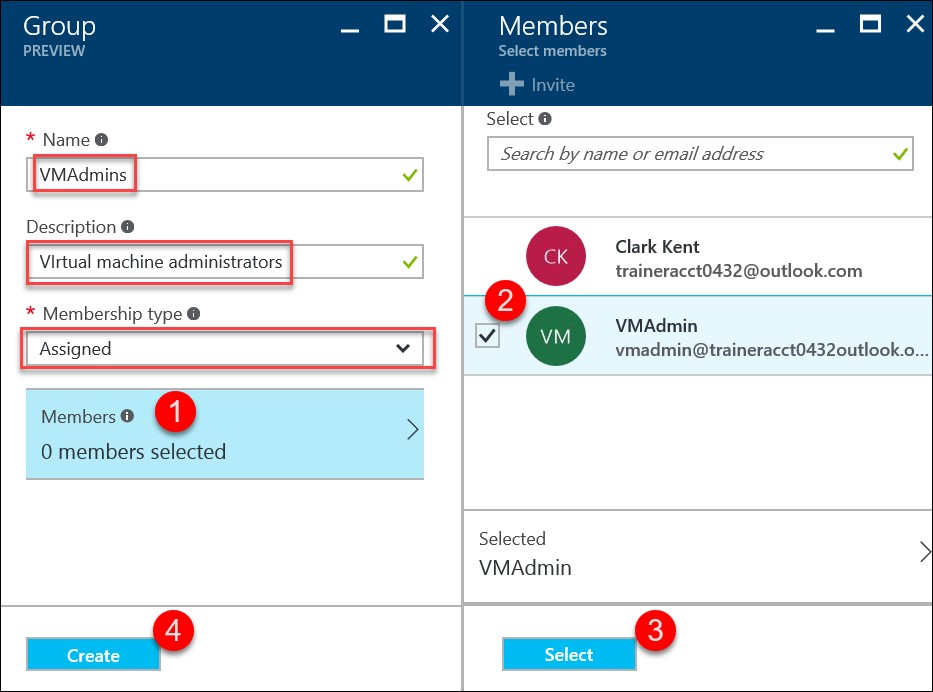 Group
PREVIEW
* Name
VMAdmins
Description
VIrtual machine administrators
* Membership type
Assigned
Members
1
0 members selected
4
Create
Members
Select members
Invite
Select
Search by name or email address
CK
Clark Kent
traineracct0432@outlook.com
2
VM
VMAdmin
vmadmin@traineracct0432outlook.o...
Selected
VMAdmin
3
Select